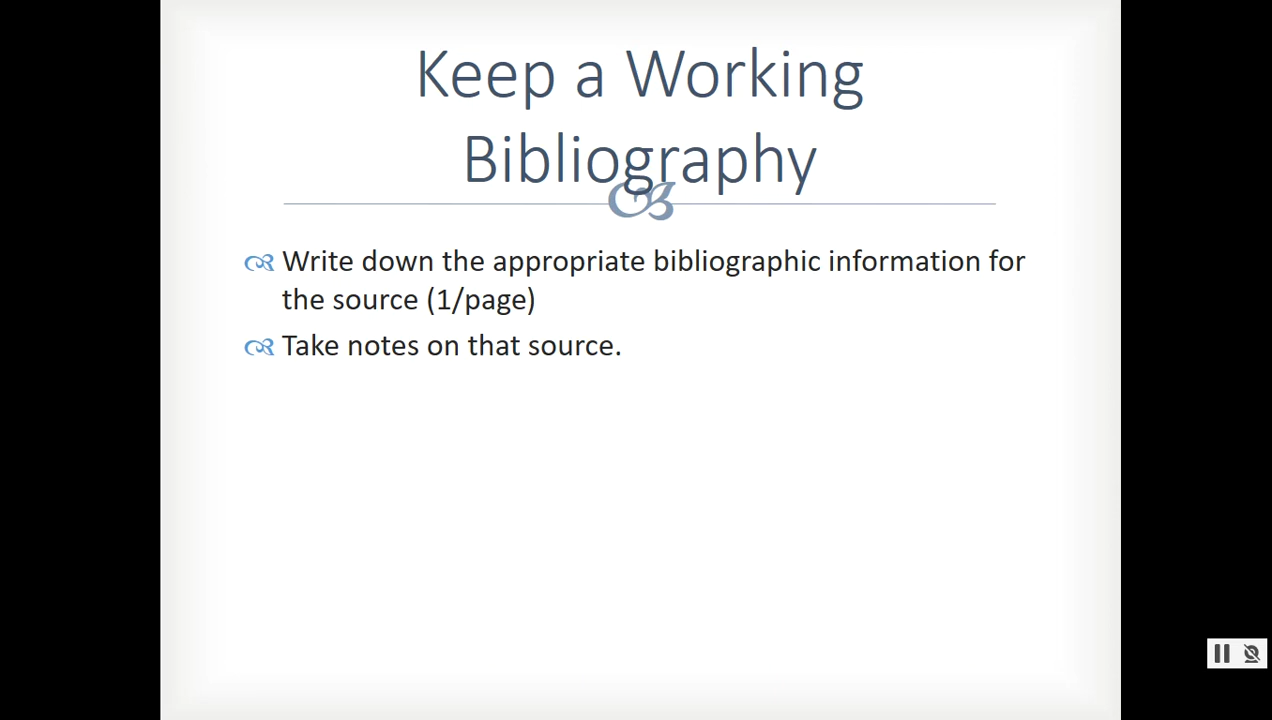 Keep a Working
Bibliography
Write down the appropriate bibliographic information for
the source (1/page)
Take notes on that source.